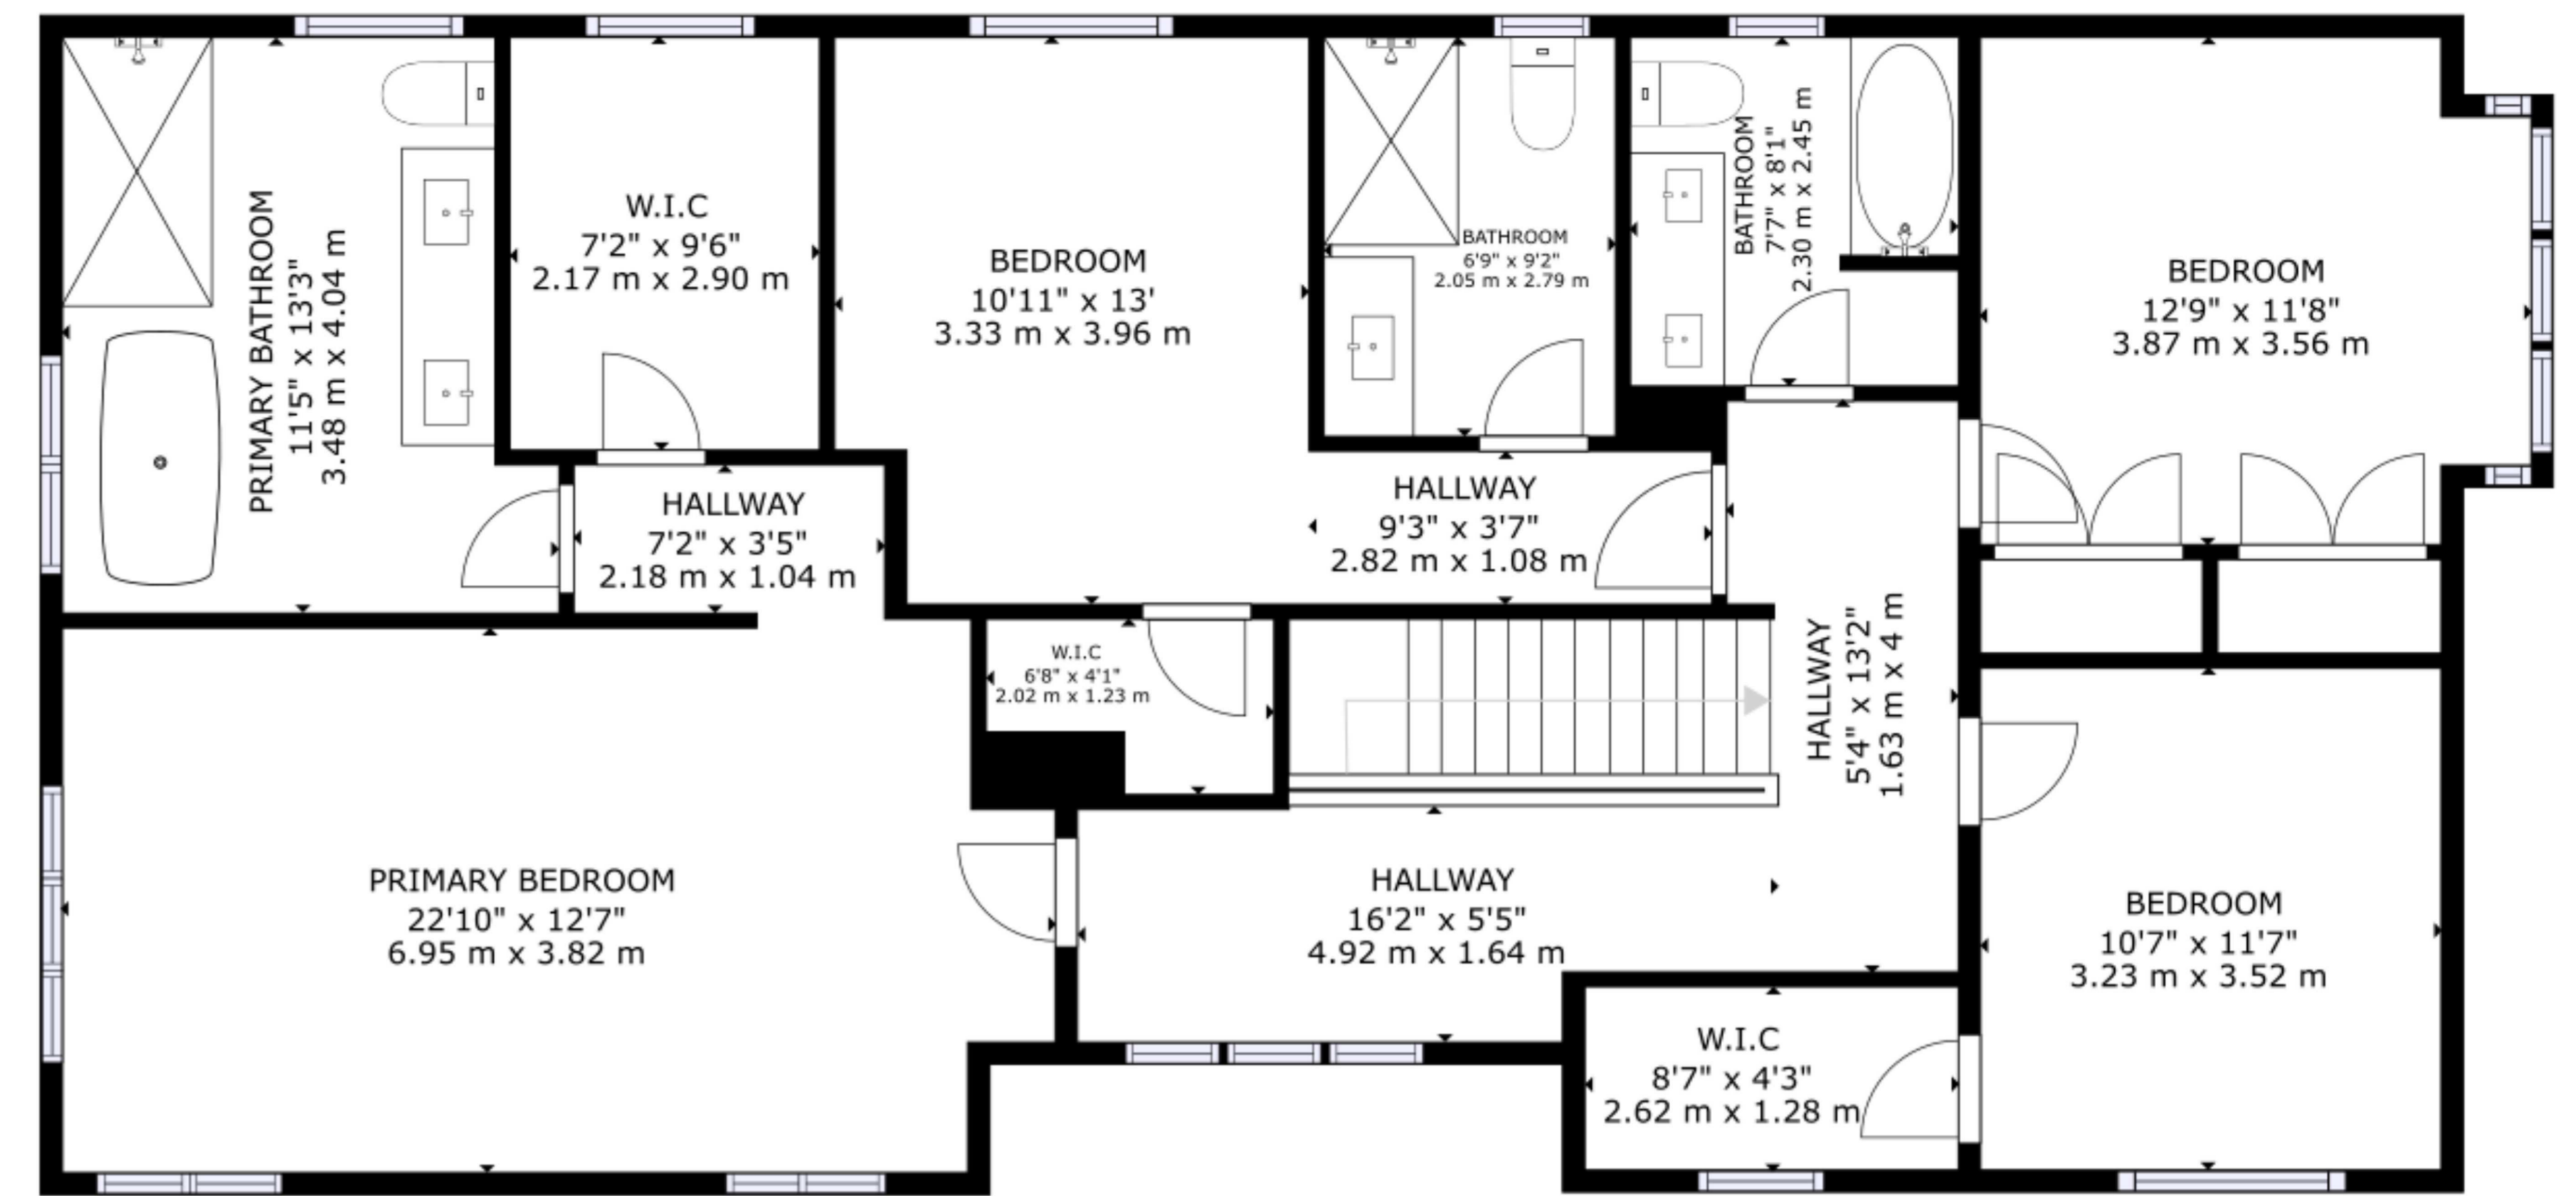 PRIMARY BATHROOM
11'5" x 13'3"
3.48 m x 4.04 m
W.I.C
7'2" x 9'6"
2.17 m x 2.90 m
BEDROOM
10'11" x 13'
3.33 m x 3.96 m
BATHROOM
6'9" x 9'2"
2.05 m x 2.79 m
BATHROOM
7'7" x 8'1"
2.30 m x 2.45 m
BEDROOM
12'9" x 11'8"
3.87 m x 3.56 m
HALLWAY
7'2" x 3'5"
2.18 m x 1.04 m
HALLWAY
9'3" x 3'7"
2.82 m x 1.08 m
W.I.C
6'8" x 4'1"
2.02 m x 1.23 m
HALLWAY
5'4" x 13'2"
1.63 m x 4 m
PRIMARY BEDROOM
22'10" x 12'7"
6.95 m x 3.82 m
HALLWAY
16'2" x 5'5"
4.92 m x 1.64 m
BEDROOM
10'7" x 11'7"
3.23 m x 3.52 m
W.I.C
8'7" x 4'3"
2.62 m x 1.28 m